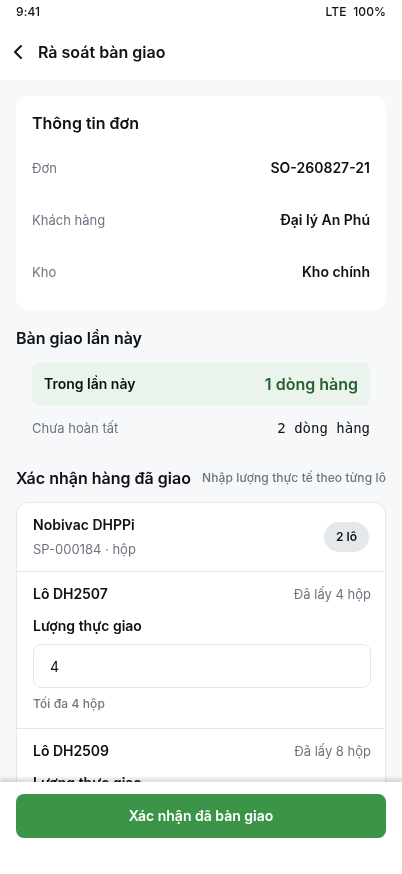 9:41
LTE 100%
Rà soát bàn giao
Thông tin đơn
Đơn
SO-260827-21
Khách hàng
Đại lý An Phú
Kho
Kho chính
Bàn giao lần này
Trong lần này
1 dòng hàng
Chưa hoàn tất
2 dòng hàng
Xác nhận hàng đã giao
Nhập lượng thực tế theo từng lô
Nobivac DHPPi
2 lô
SP-000184 · hộp
Lô DH2507
Đã lấy 4 hộp
Lượng thực giao
4
Tối đa 4 hộp
Lô DH2509
Đã lấy 8 hộp
Lượng thực giao
Xác nhận đã bàn giao